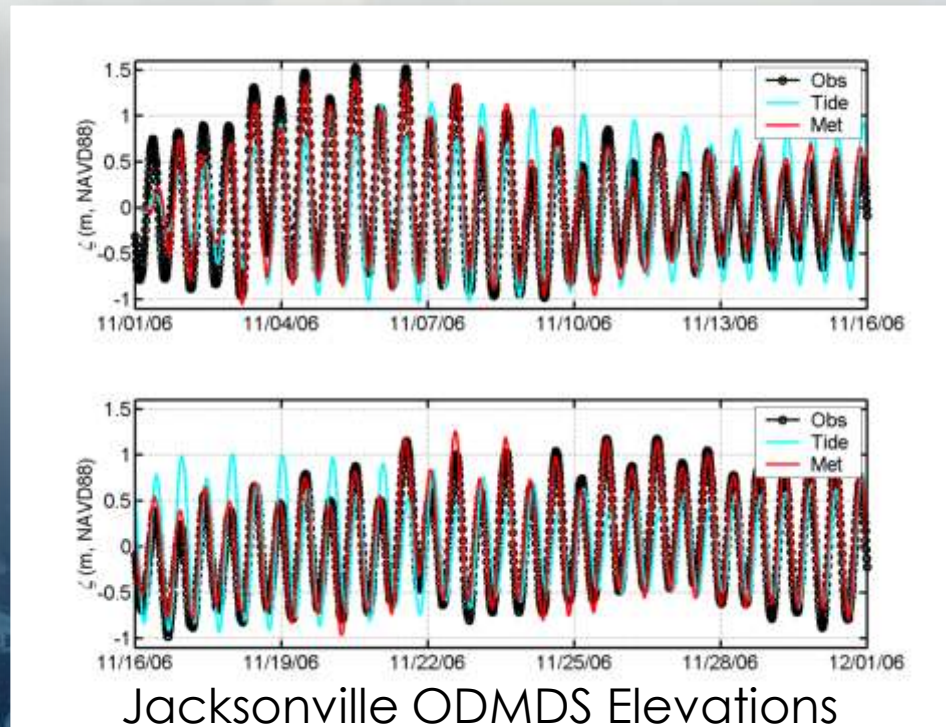 1.5
1
0.5
0
-0.5
-1
ζ (m, NAVD88)
Obs
Tide
Met
11/01/06 11/04/06 11/07/06 11/10/06 11/13/06 11/16/06
1.5
1
0.5
0
-0.5
-1
ζ (m, NAVD88)
Obs
Tide
Met
11/16/06 11/19/06 11/22/06 11/25/06 11/28/06 12/01/06
Jacksonville ODMDS Elevations